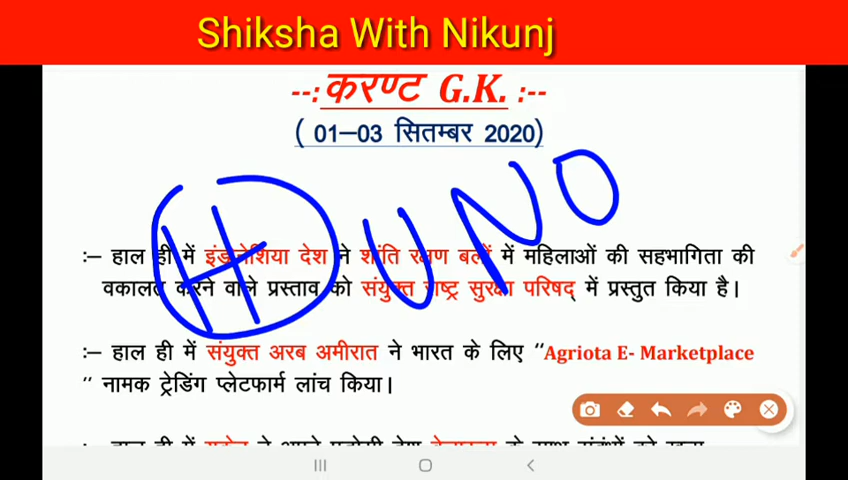 Shiksha With Nikunj
--: करण्ट G.K. :--
( 01–03 सितम्बर 2020)
H UNO
:– हाल ही में इंडोनेशिया देश ने शांति रक्षण बलों में महिलाओं की सहभागिता की
वकालत करने वाले प्रस्ताव को संयुक्त राष्ट्र सुरक्षा परिषद् में प्रस्तुत किया है।
:– हाल ही में संयुक्त अरब अमीरात ने भारत के लिए “Agriota E- Marketplace
“ नामक ट्रेडिंग प्लेटफार्म लांच किया।
:– हाल ही में